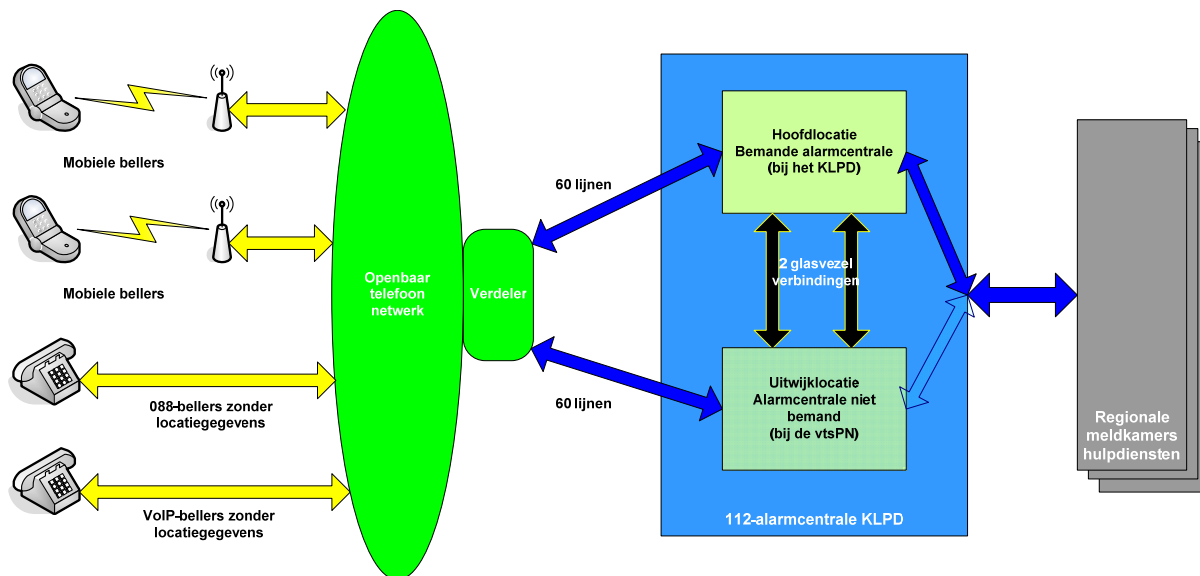 Mobiele bellers
Mobiele bellers
088-bellers zonder
locatiegegevens
VoIP-bellers zonder
locatiegegevens
Openbaar
telefoon
netwerk
Verdeler
60 lijnen
60 lijnen
Hoofdlocatie
Bemande alarmcentrale
(bij het KLPD)
2 glasvezel
verbindingen
Uitwijklocatie
Alarmcentrale niet
bemand
(bij de vtsPN)
112-alarmcentrale KLPD
Regionale
meldkamers
hulpdiensten